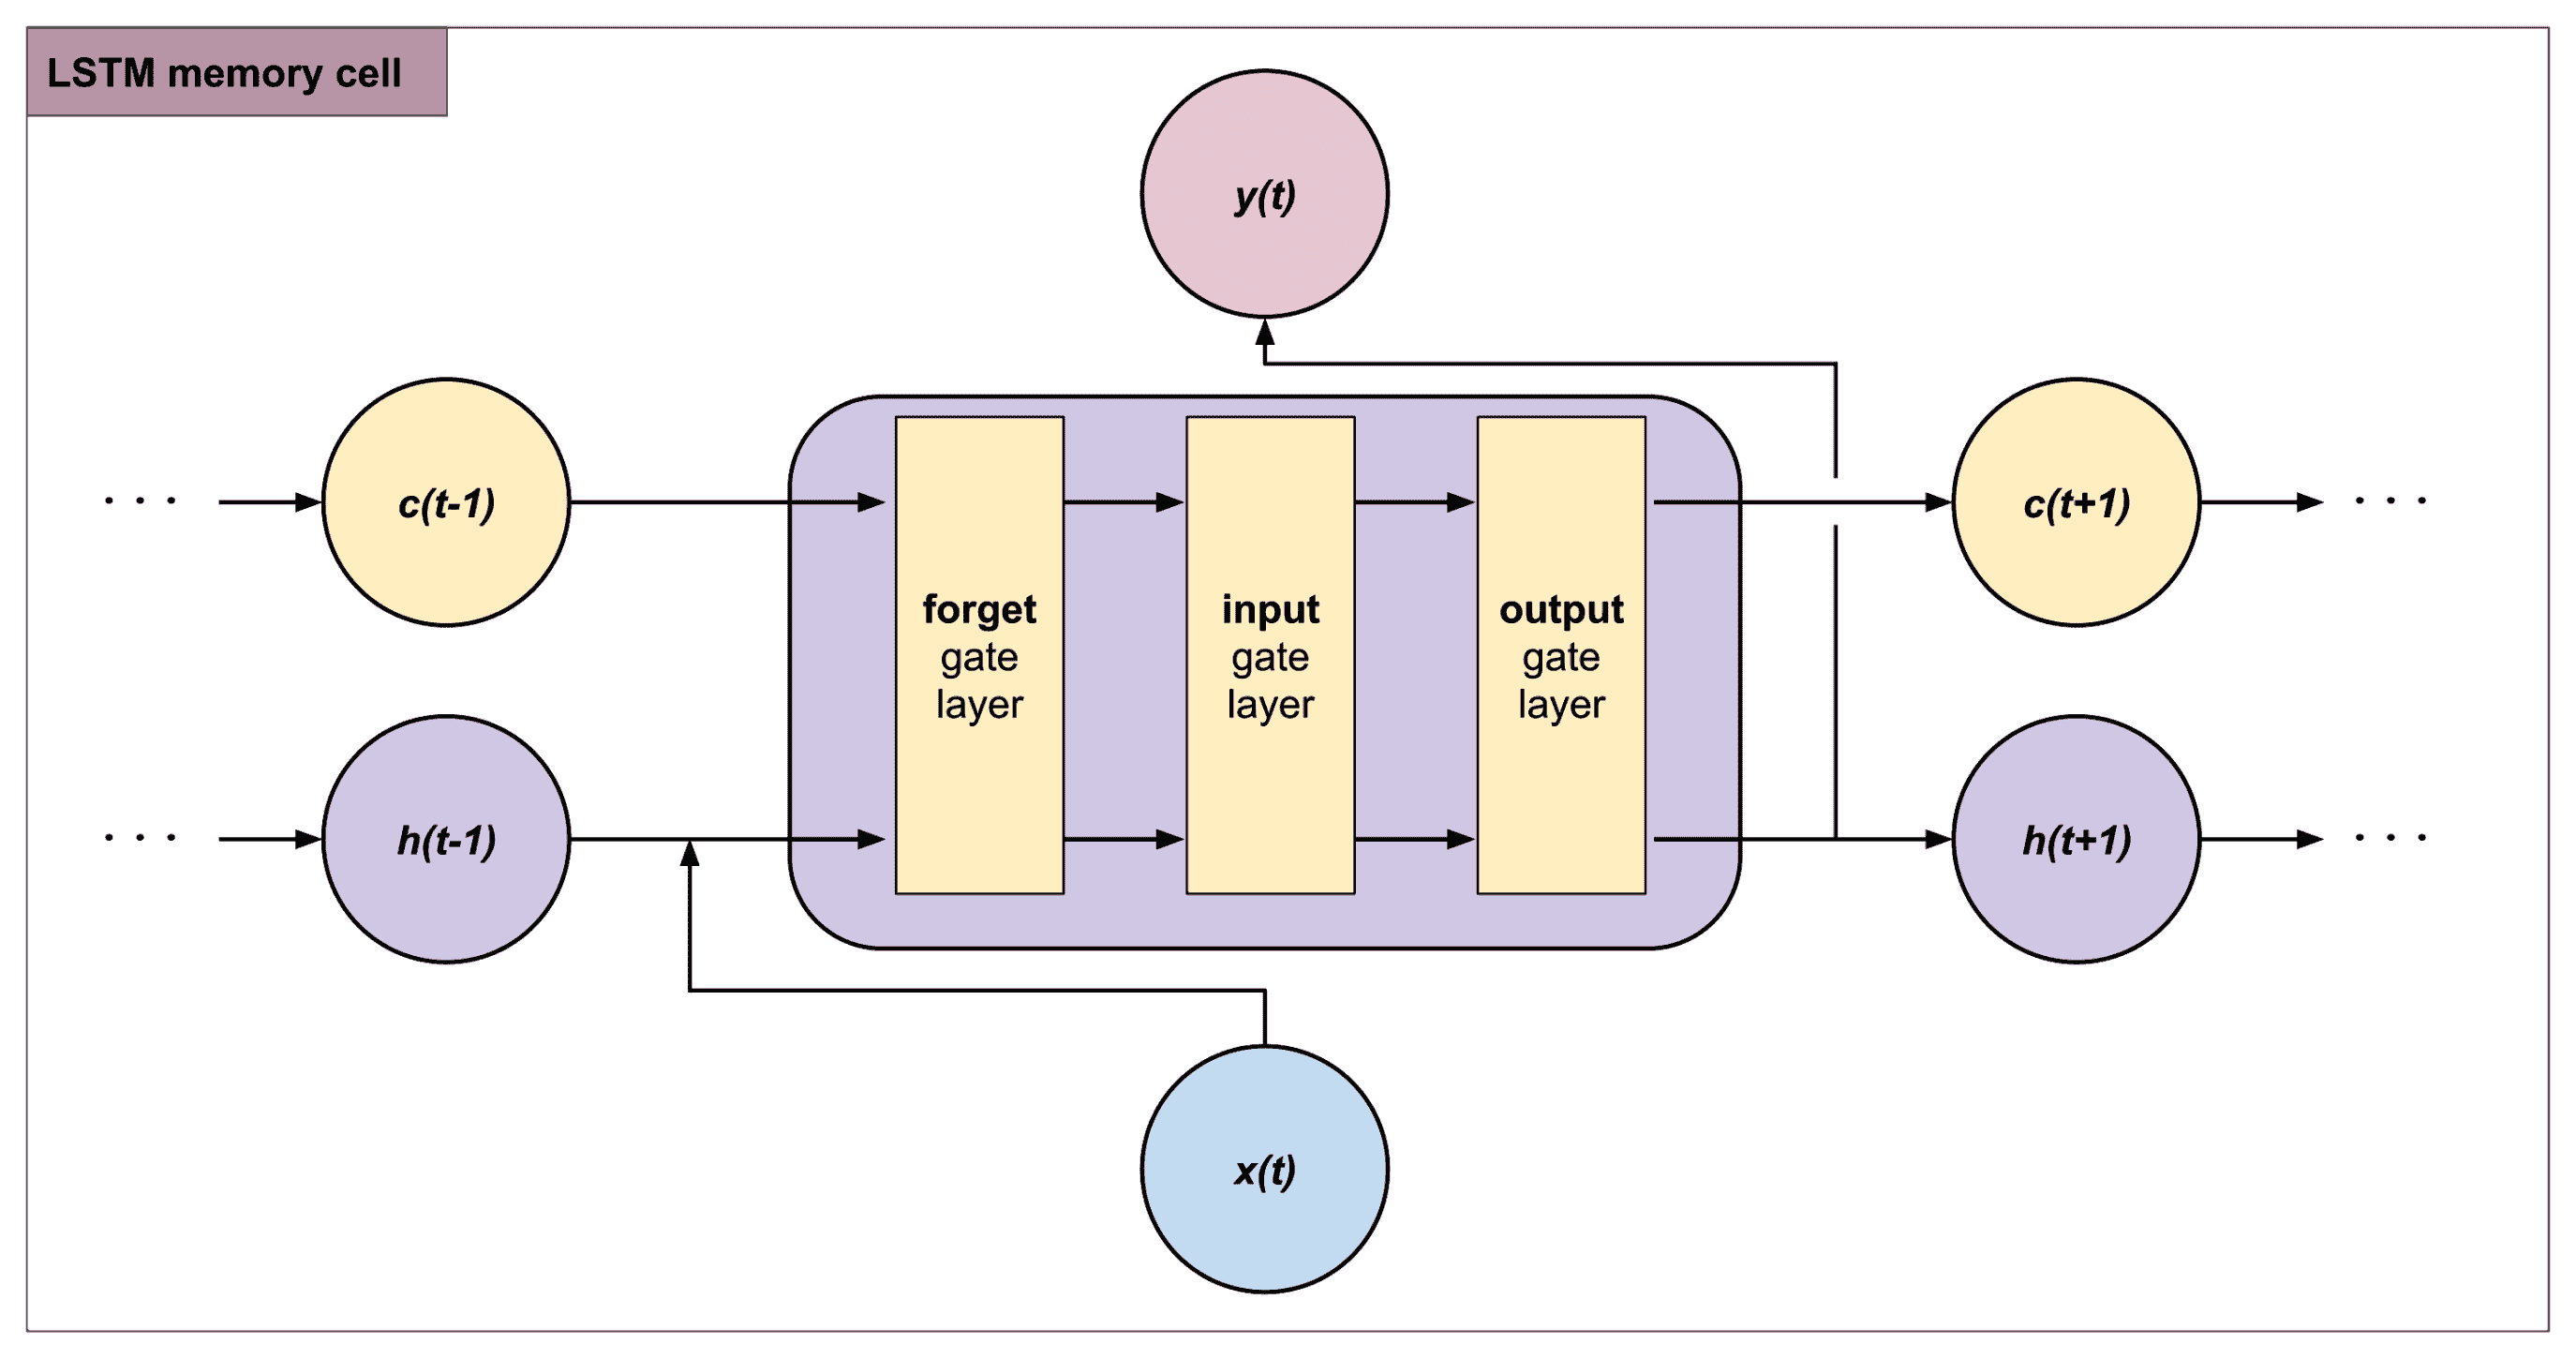 LSTM memory cell
y(t)
. . .
c(t-1)
c(t+1)
. . .
forget
gate
layer
input
gate
layer
output
gate
layer
. . .
h(t-1)
h(t+1)
. . .
x(t)